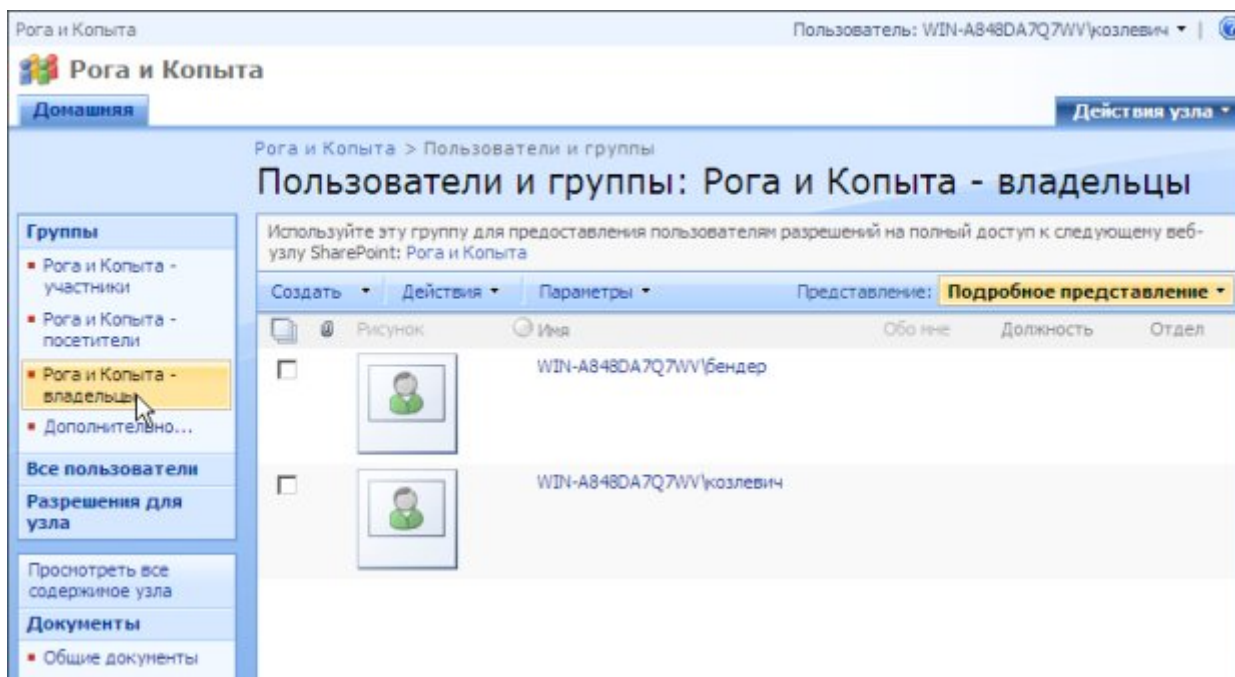 Рога и Копыта
Пользователь: WIN-A848DA7Q7WV\козлевич
Рога и Копыта
Домашняя
Действия узла
Рога и Копыта > Пользователи и группы
Пользователи и группы: Рога и Копыта - владельцы
Группы
Рога и Копыта -
участники
Рога и Копыта -
посетители
Рога и Копыта -
владельцы
Дополнительно...
Все пользователи
Разрешения для
узла
Просмотреть все
содержимое узла
Документы
Общие документы
Используйте эту группу для предоставления пользователям разрешений на полный доступ к следующему веб-
узлу SharePoint: Рога и Копыта
Создать Действия Параметры Представление: Подробное представление
Рисунок Имя Обо мне Должность Отдел
WIN-A848DA7Q7WV\бендер
WIN-A848DA7Q7WV\козлевич